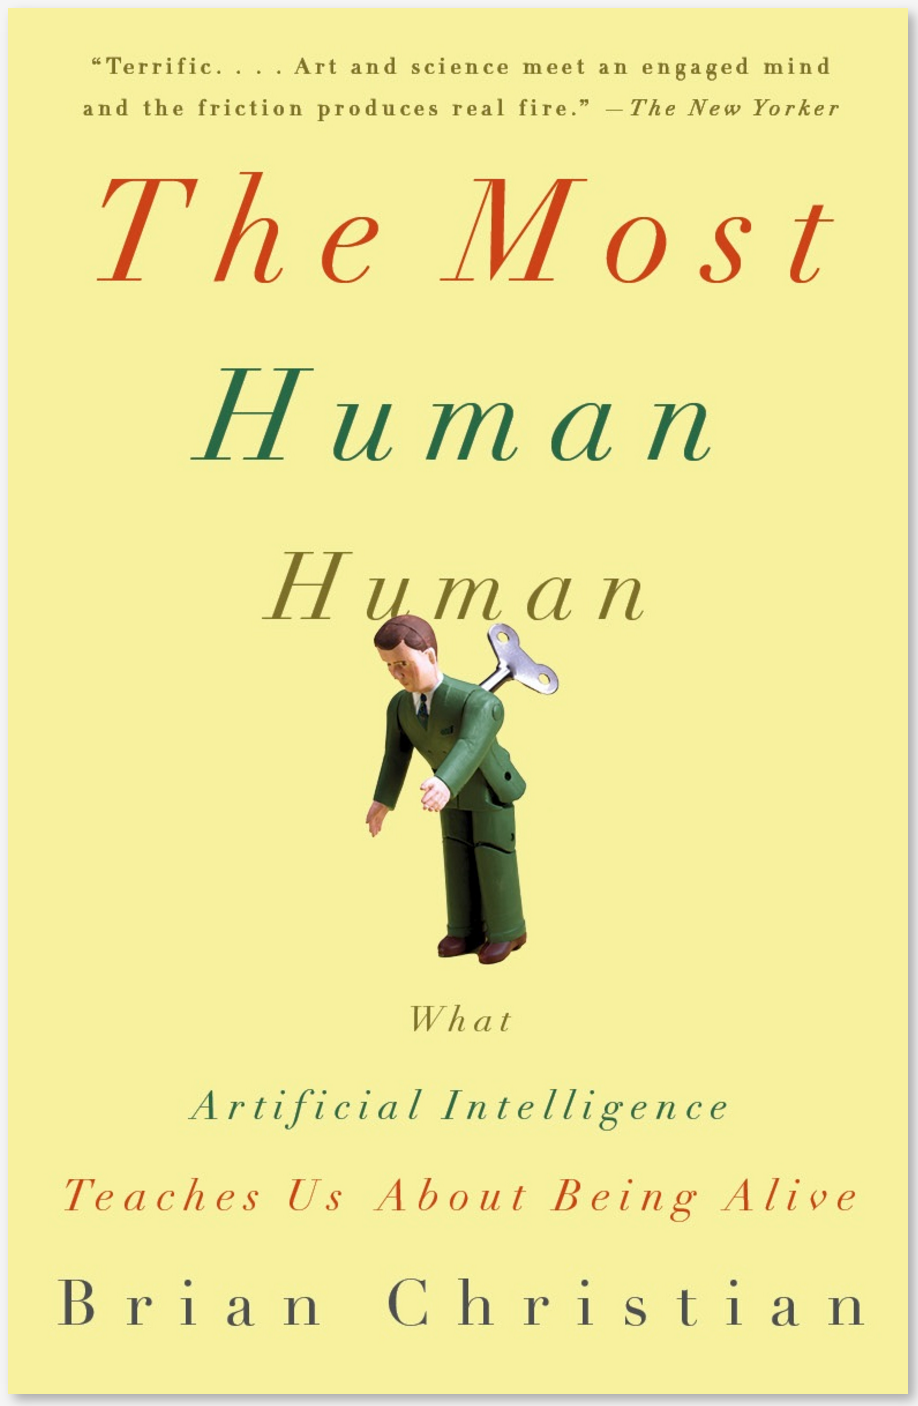 “Terrific. . . . Art and science meet an engaged mind
and the friction produces real fire.” —The New Yorker
The Most
Human
Human
What
Artificial Intelligence
Teaches Us About Being Alive
Brian Christian